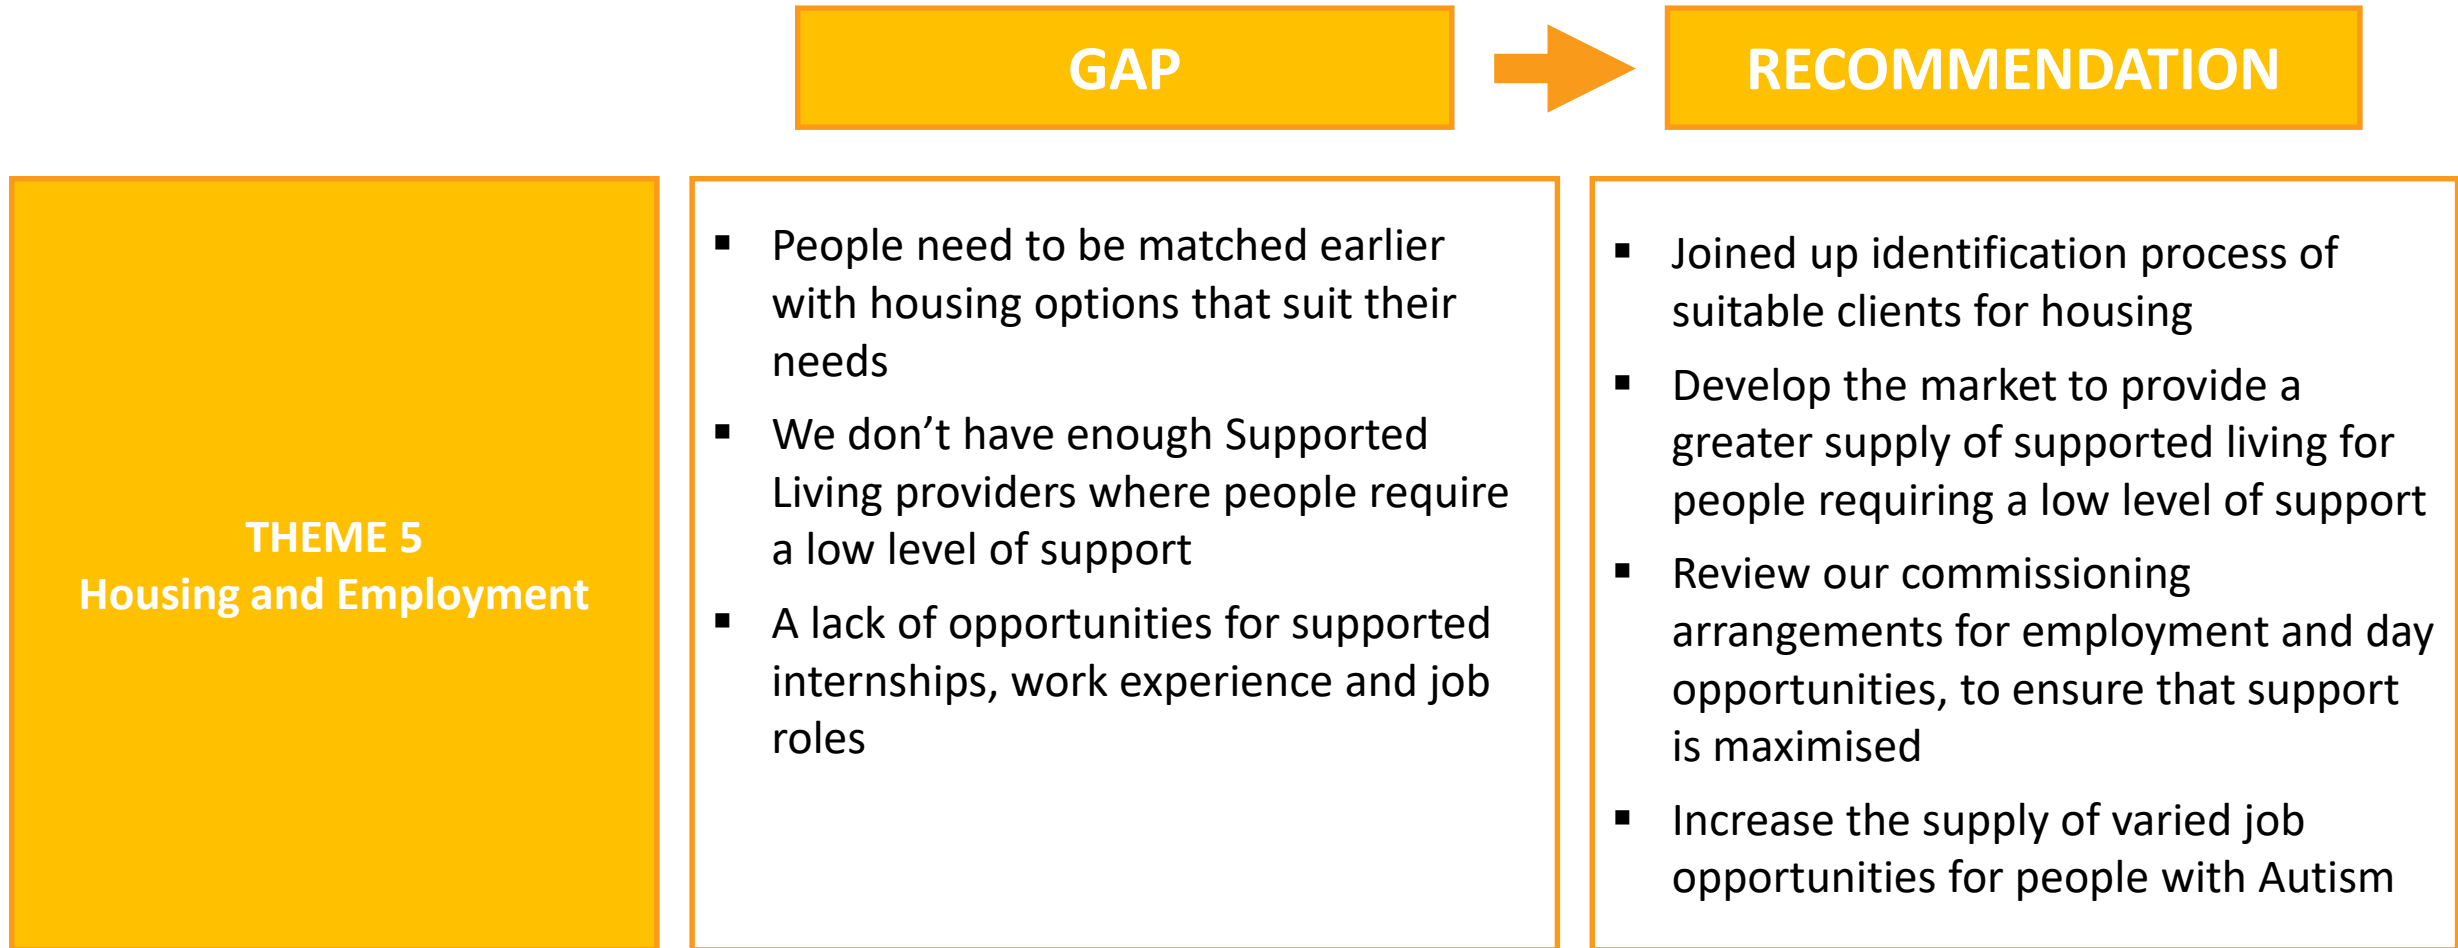 GAP
RECOMMENDATION
THEME 5
Housing and Employment
▪ People need to be matched earlier
with housing options that suit their
needs
▪ We don’t have enough Supported
Living providers where people require
a low level of support
▪ A lack of opportunities for supported
internships, work experience and job
roles
▪ Joined up identification process of
suitable clients for housing
▪ Develop the market to provide a
greater supply of supported living for
people requiring a low level of support
▪ Review our commissioning
arrangements for employment and day
opportunities, to ensure that support
is maximised
▪ Increase the supply of varied job
opportunities for people with Autism